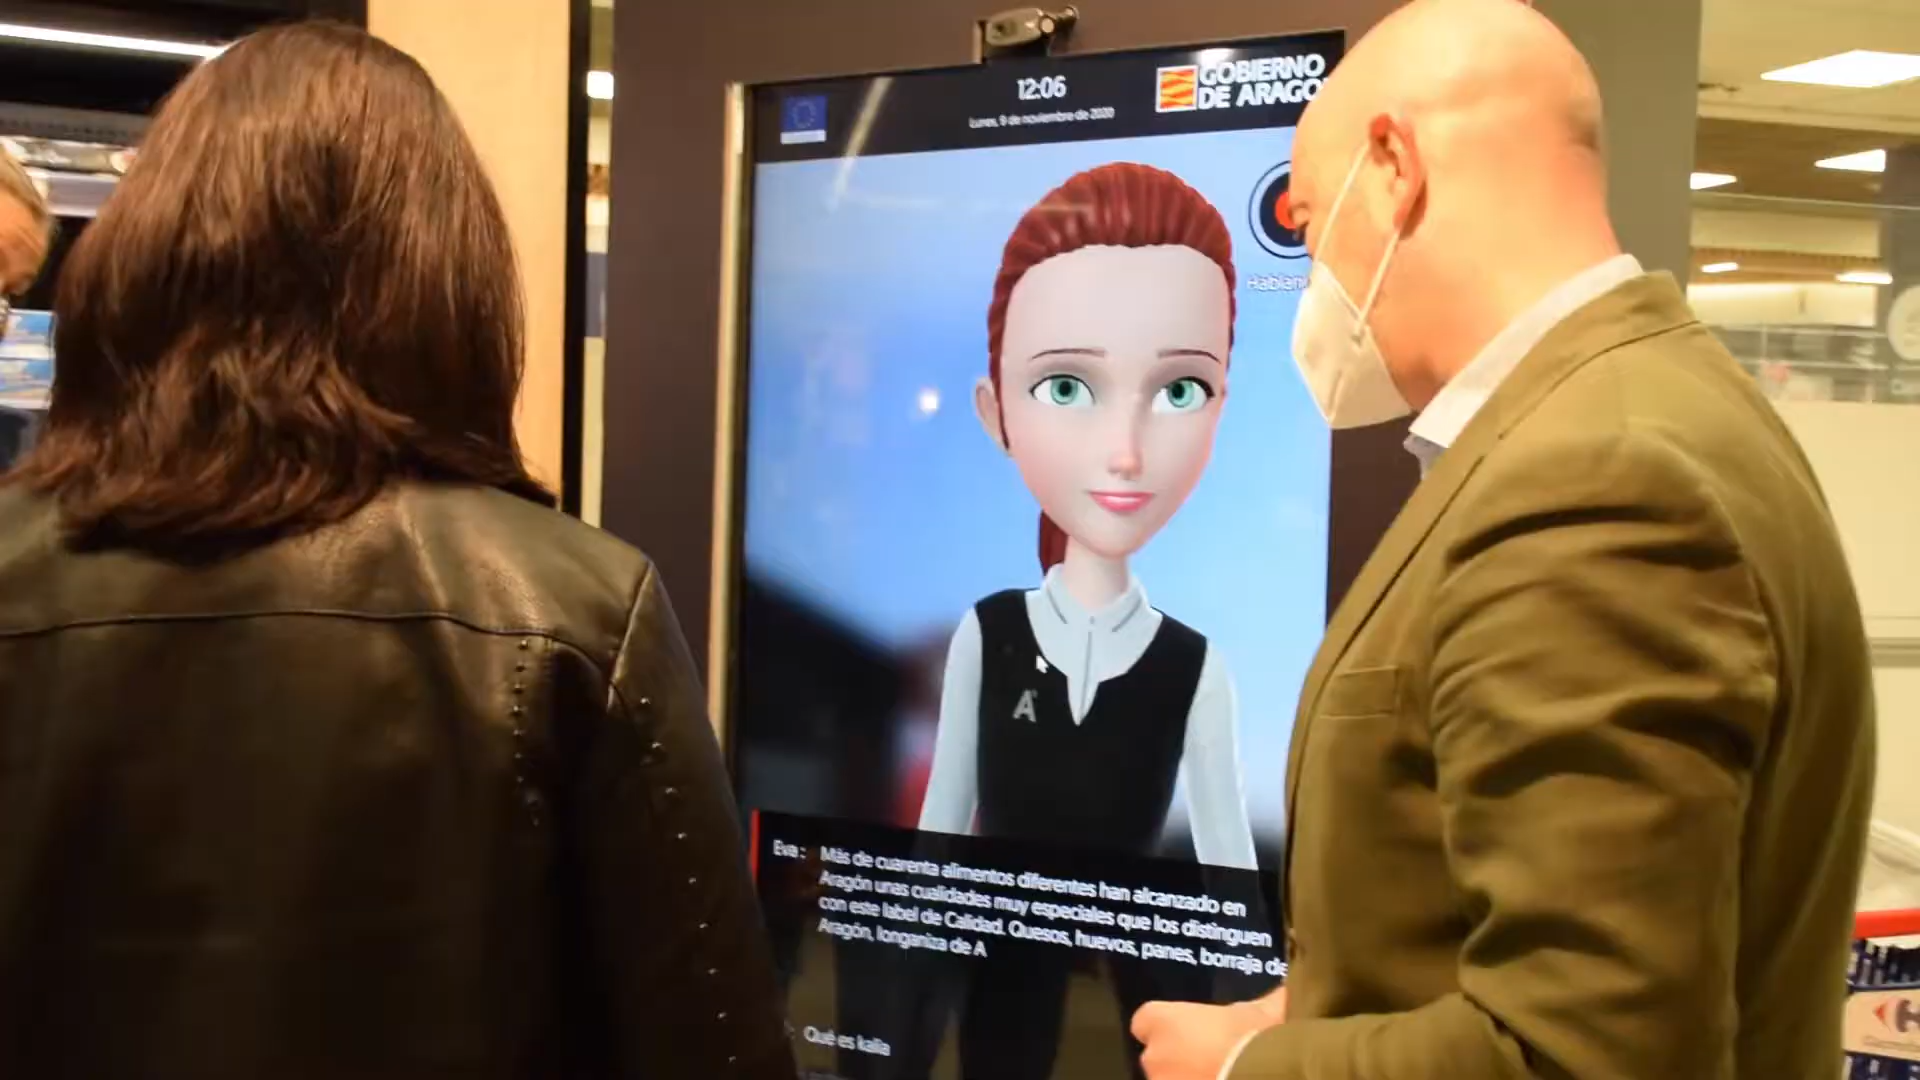 12:06
Lunes, 9 de noviembre de 2020
GOBIERNO
DE ARAGO
Hablan
A
Eva: Más de cuarenta alimentos diferentes han alcanzado en
Aragón unas cualidades muy especiales que los distinguen
con este label de Calidad. Quesos, huevos, panes, borraja de
Aragón, longaniza de A
: Qué es kalia